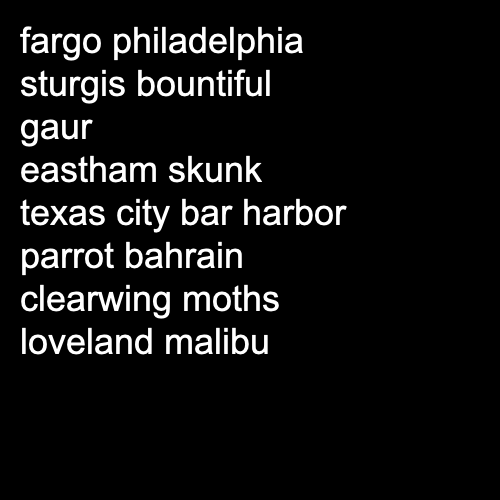 fargo philadelphia
sturgis bountiful
gaur
eastham skunk
texas city bar harbor
parrot bahrain
clearwing moths
loveland malibu